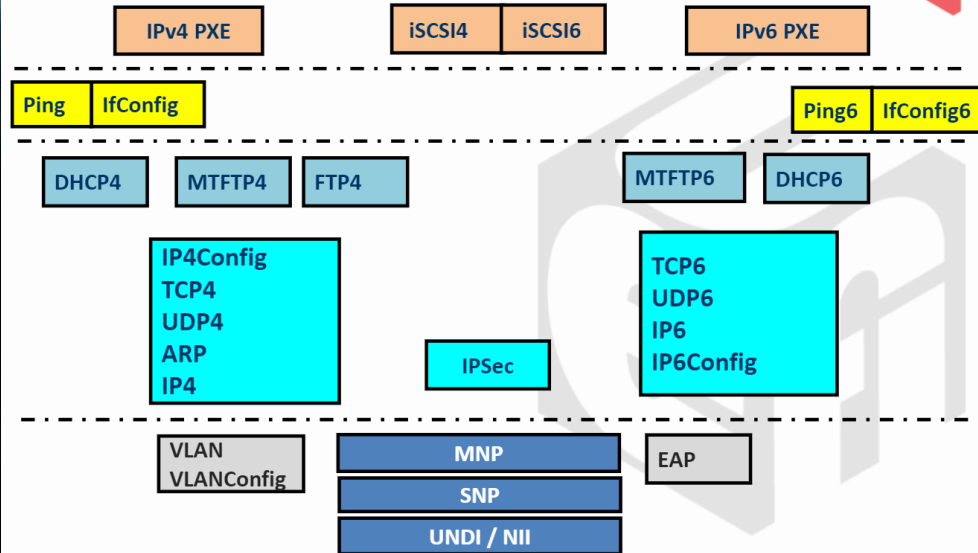 IPv4 PXE
iSCSI4
iSCSI6
IPv6 PXE
Ping
IfConfig
Ping6
IfConfig6
DHCP4
MTFTP4
FTP4
MTFTP6
DHCP6
IP4Config
TCP4
UDP4
ARP
IP4
IPSec
TCP6
UDP6
IP6
IP6Config
VLAN
VLANConfig
MNP
SNP
UNDI / NII
EAP